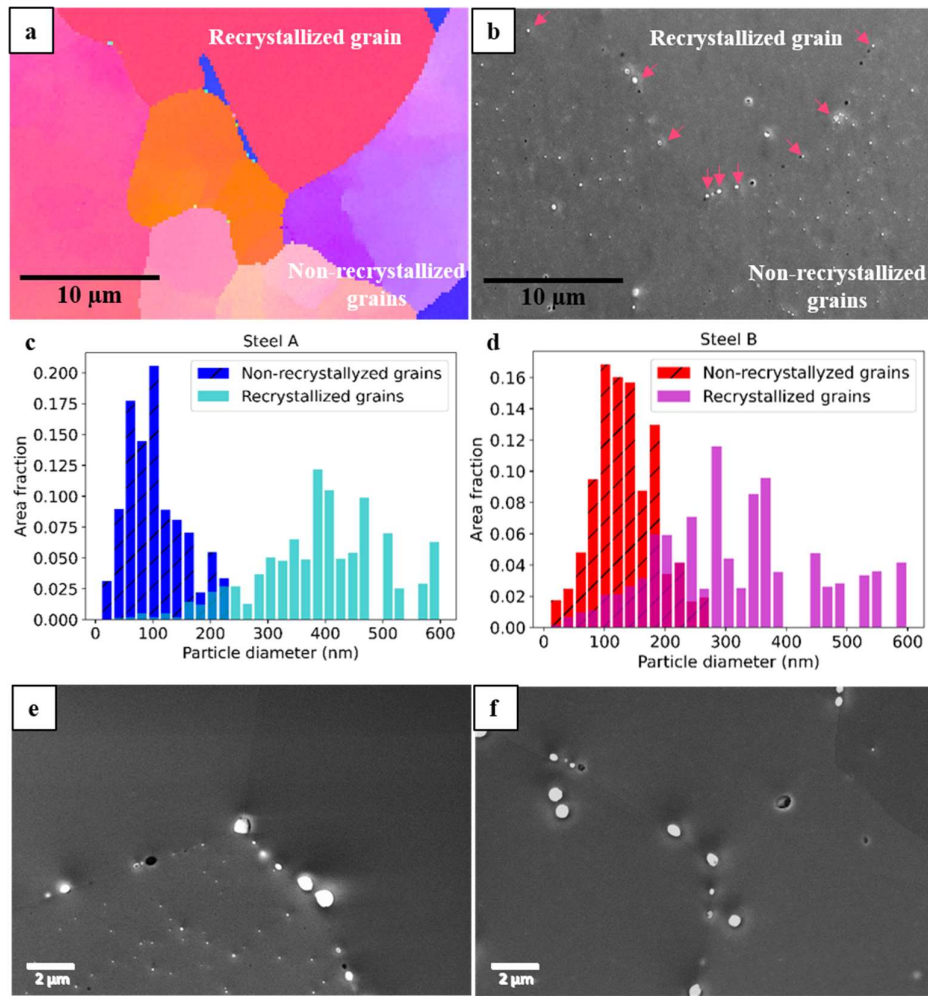 a
Recrystallized grain
Non-recrystallized
grains
10 µm
b
Recrystallized grain
Non-recrystallized
grains
10 µm
c
Steel A
Non-recrystallyzed grains
Recrystallized grains
0.200
0.175
0.150
0.125
0.100
0.075
0.050
0.025
0.000
Area fraction
0 100 200 300 400 500 600
Particle diameter (nm)
d
Steel B
Non-recrystallyzed grains
Recrystallized grains
0.16
0.14
0.12
0.10
0.08
0.06
0.04
0.02
0.00
Area fraction
0 100 200 300 400 500 600
Particle diameter (nm)
e
2 µm
f
2 µm